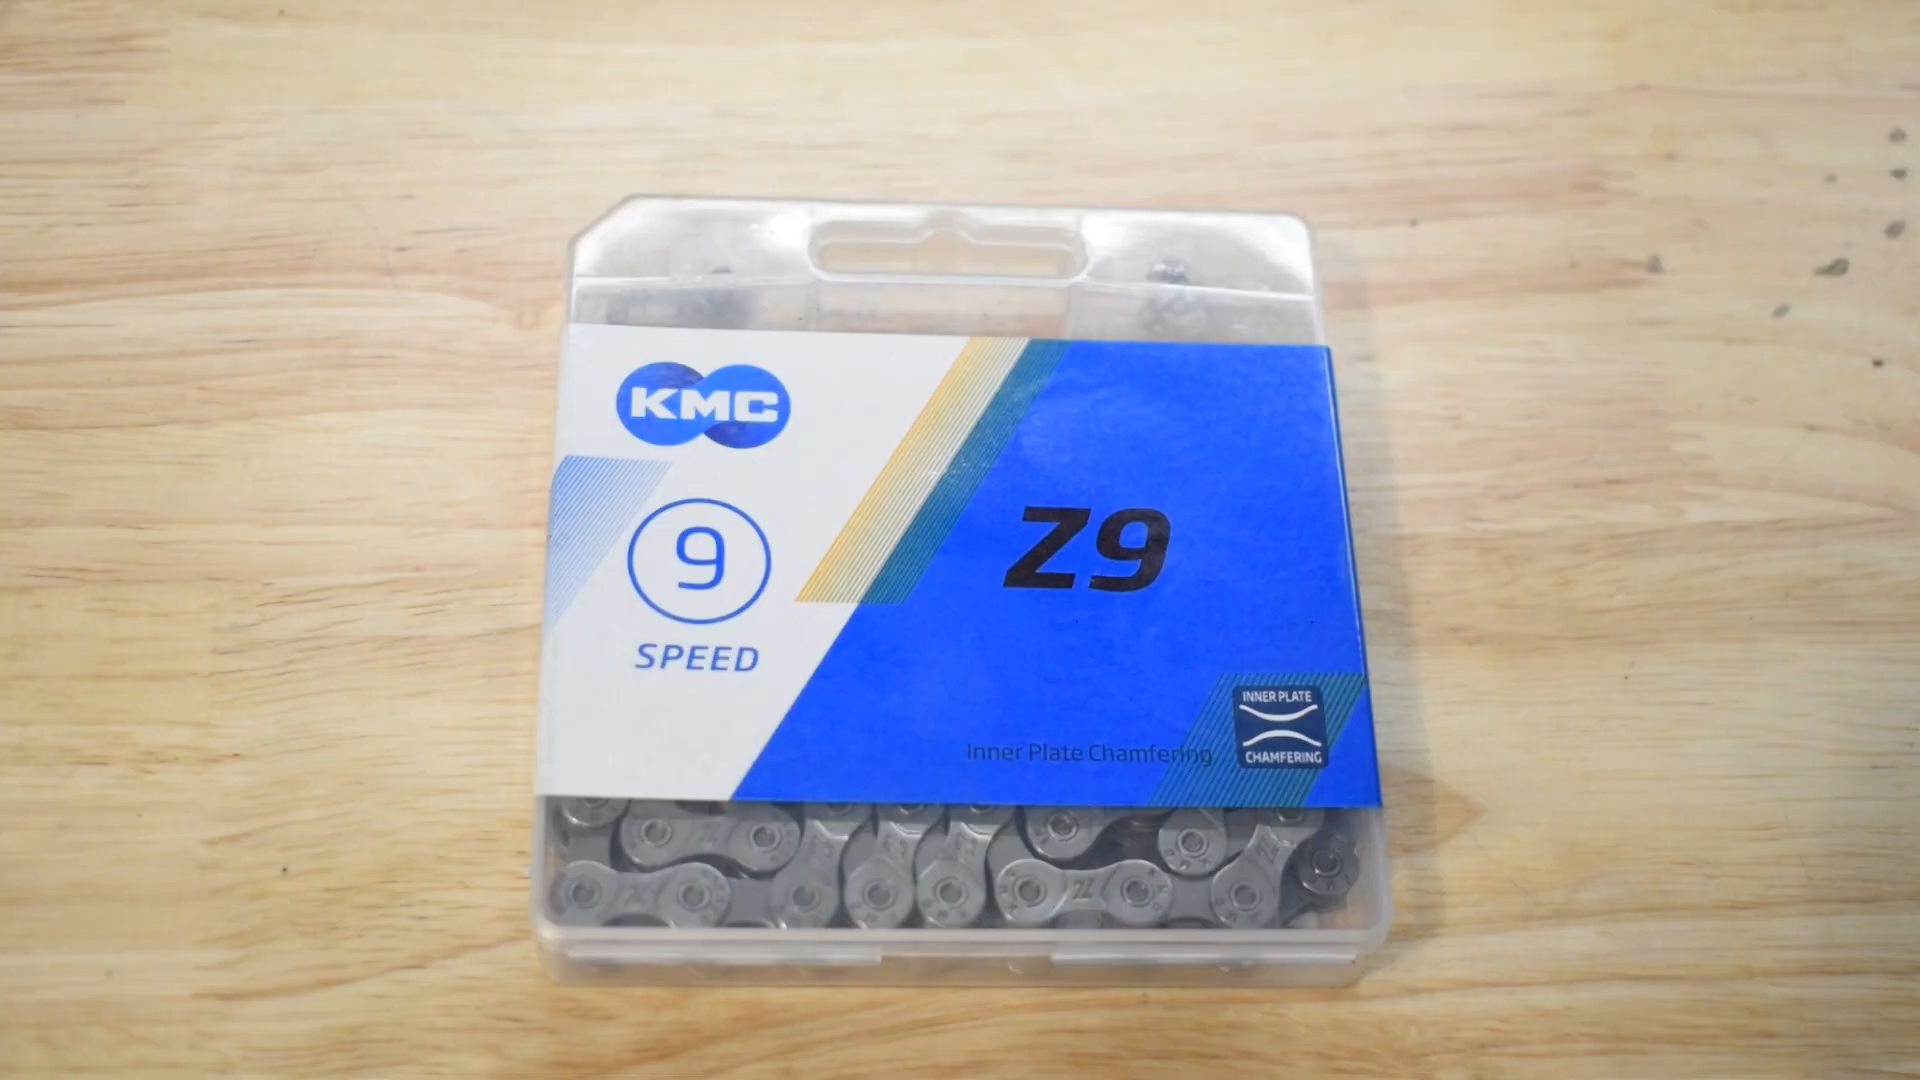 KMC
9
SPEED
Z9
Inner Plate Chamfering
INNER PLATE
CHAMFERING